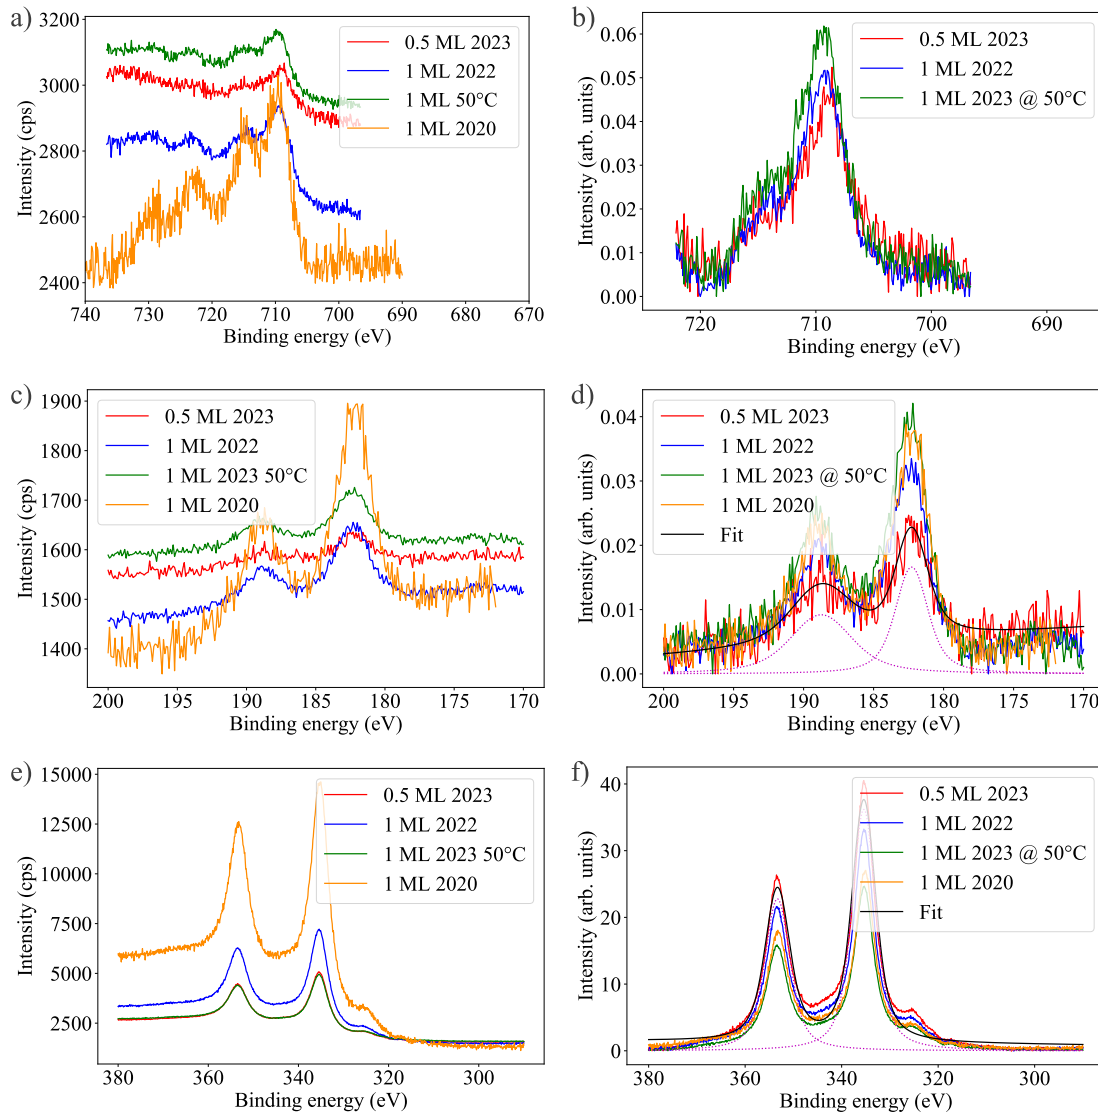 a)
3200
3000
2800
2600
2400
Intensity (cps)
0.5 ML 2023
1 ML 2022
1 ML 50°C
1 ML 2020
740 730 720 710 700 690 680 670
Binding energy (eV)
b)
0.06
0.05
0.04
0.03
0.02
0.01
0.00
Intensity (arb. units)
0.5 ML 2023
1 ML 2022
1 ML 2023 @ 50°C
720 710 700 690
Binding energy (eV)
c)
1900
1800
1700
1600
1500
1400
Intensity (cps)
0.5 ML 2023
1 ML 2022
1 ML 2023 50°C
1 ML 2020
200 195 190 185 180 175 170
Binding energy (eV)
d)
0.04
0.03
0.02
0.01
0.00
Intensity (arb. units)
0.5 ML 2023
1 ML 2022
1 ML 2023 @ 50°C
1 ML 2020
Fit
200 195 190 185 180 175 170
Binding energy (eV)
e)
15000
12500
10000
7500
5000
2500
Intensity (cps)
0.5 ML 2023
1 ML 2022
1 ML 2023 50°C
1 ML 2020
380 360 340 320 300
Binding energy (eV)
f)
40
30
20
10
0
Intensity (arb. units)
0.5 ML 2023
1 ML 2022
1 ML 2023 @ 50°C
1 ML 2020
Fit
380 360 340 320 300
Binding energy (eV)